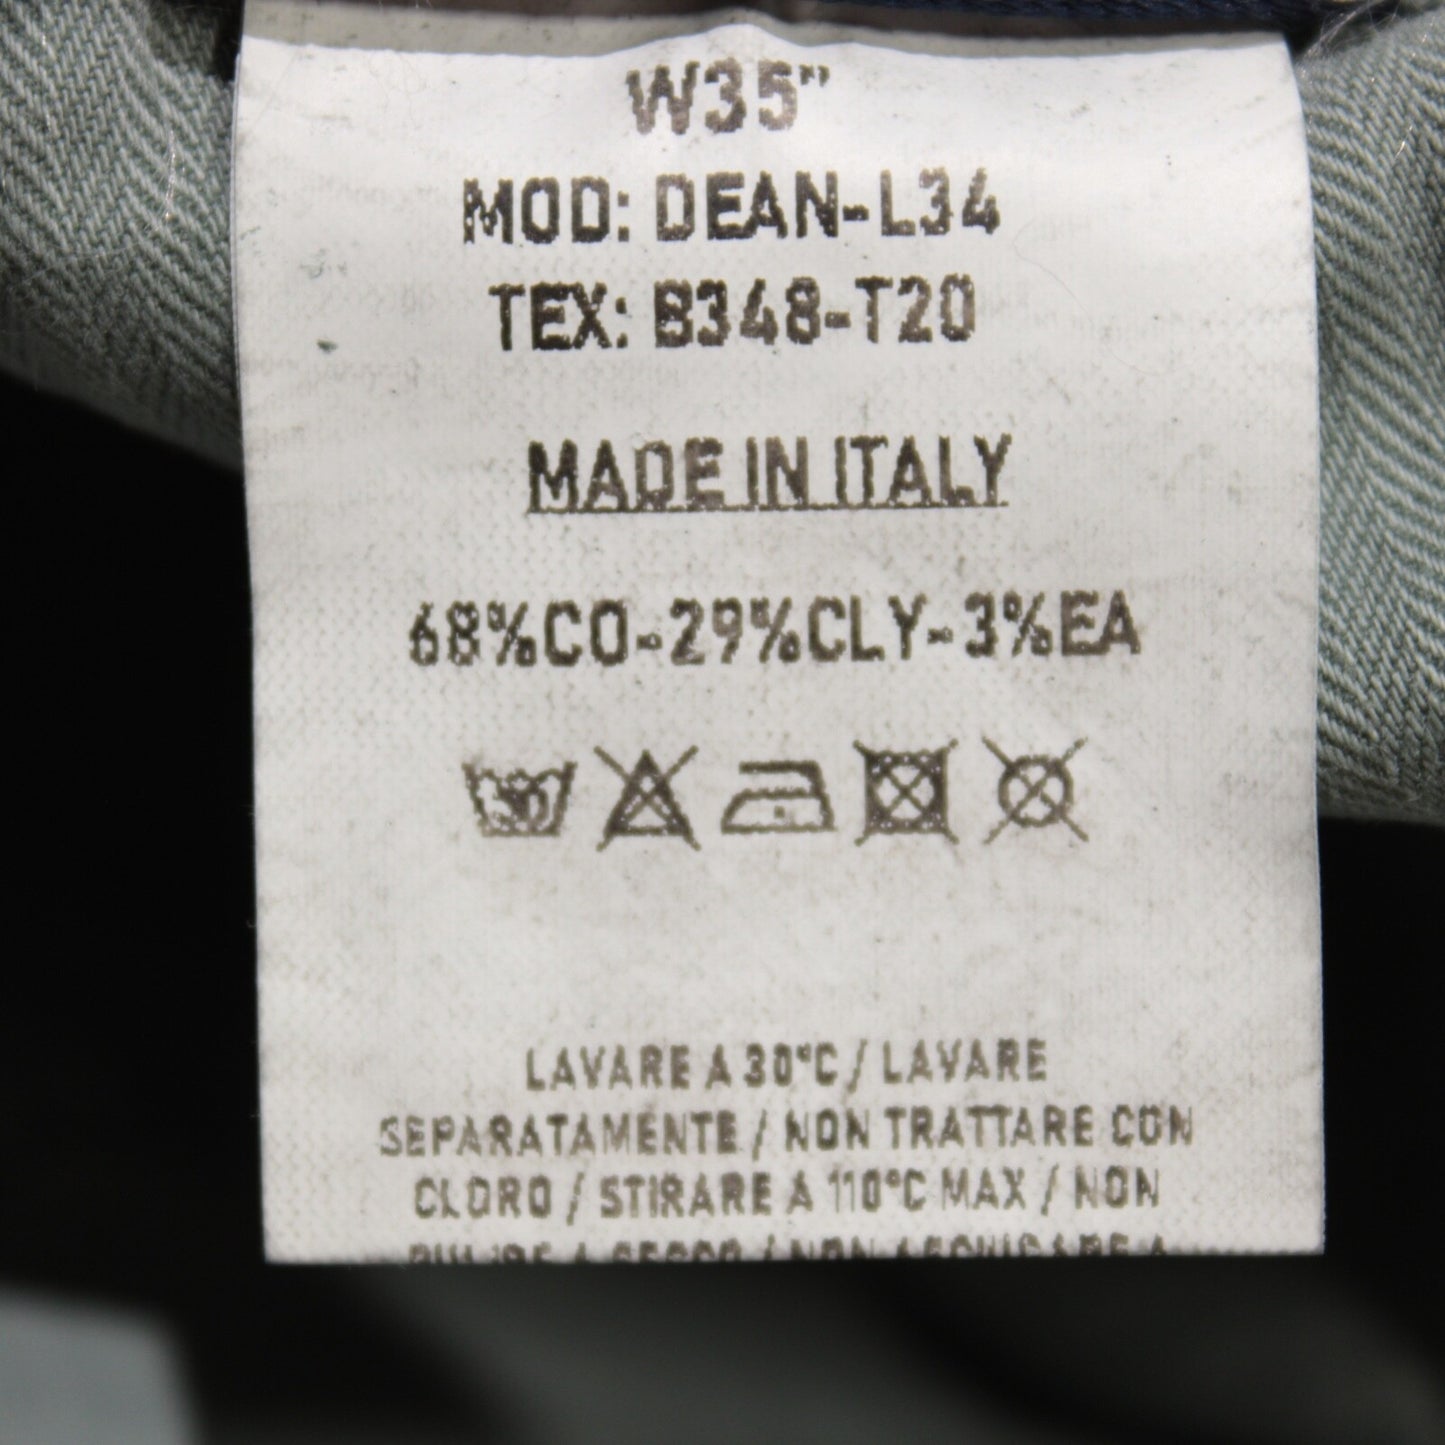 W35"
MOD: DEAN-L34
TEX: B348-T20
MADE IN ITALY
68%CO-29%CLY-3%EA
30
LAVARE A 30°C / LAVARE
SEPARATAMENTE / NON TRATTARE CON
CLORO / STIRARE A 110°C MAX / NON